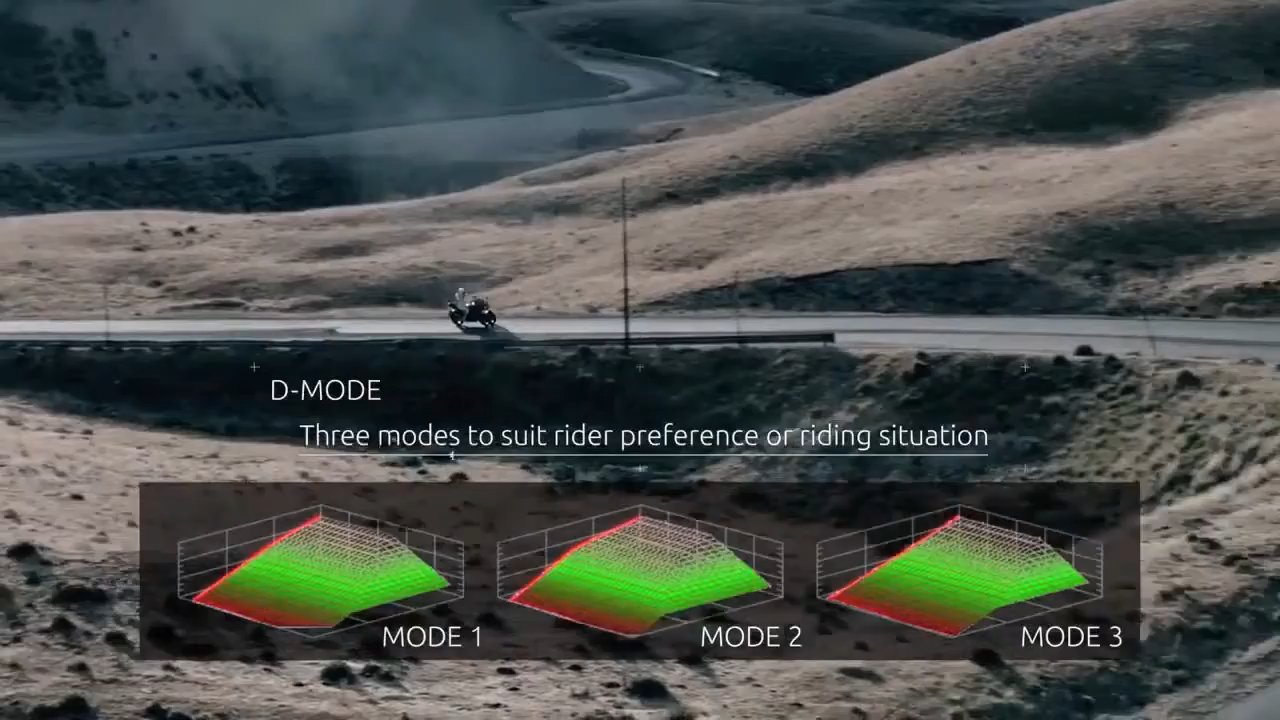 D-MODE
Three modes to suit rider preference or riding situation
MODE 1
MODE 2
MODE 3